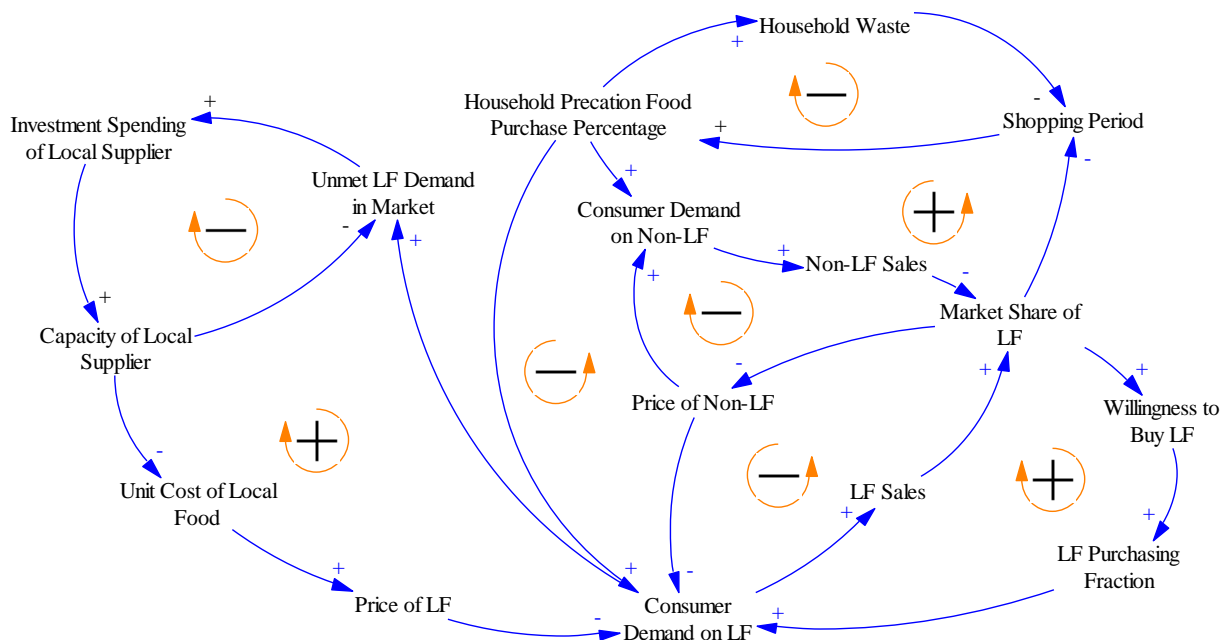 Household Waste
Household Precation Food
Purchase Percentage
Shopping Period
Investment Spending
of Local Supplier
Unmet LF Demand
in Market
Consumer Demand
on Non-LF
Non-LF Sales
Market Share of
LF
Capacity of Local
Supplier
Price of Non-LF
Willingness to
Buy LF
Unit Cost of Local
Food
LF Sales
LF Purchasing
Fraction
Price of LF
Consumer
Demand on LF